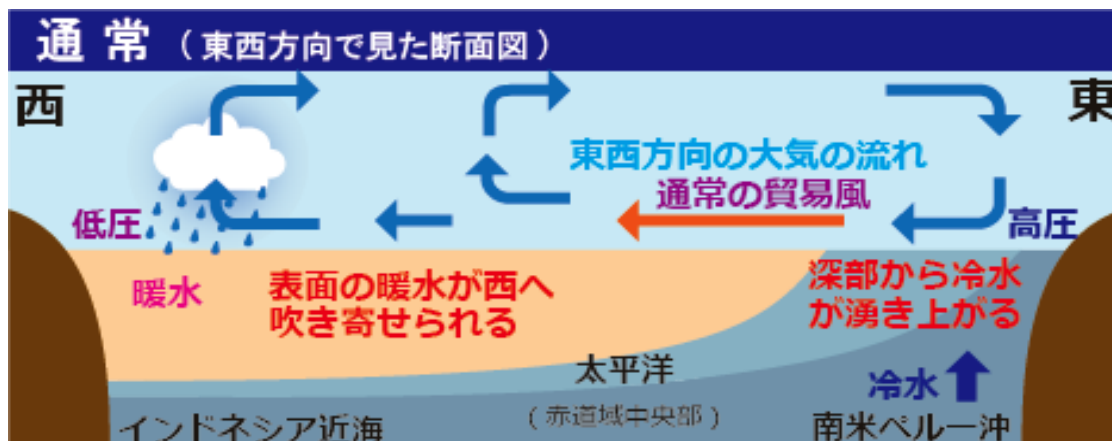 通常（東西方向で見た断面図）
西
東
東西方向の大気の流れ
通常の貿易風
低圧
高圧
暖水
表面の暖水が西へ
吹き寄せられる
深部から冷水
が湧き上がる
太平洋
（赤道域中央部）
冷水
インドネシア近海
南米ペルー沖